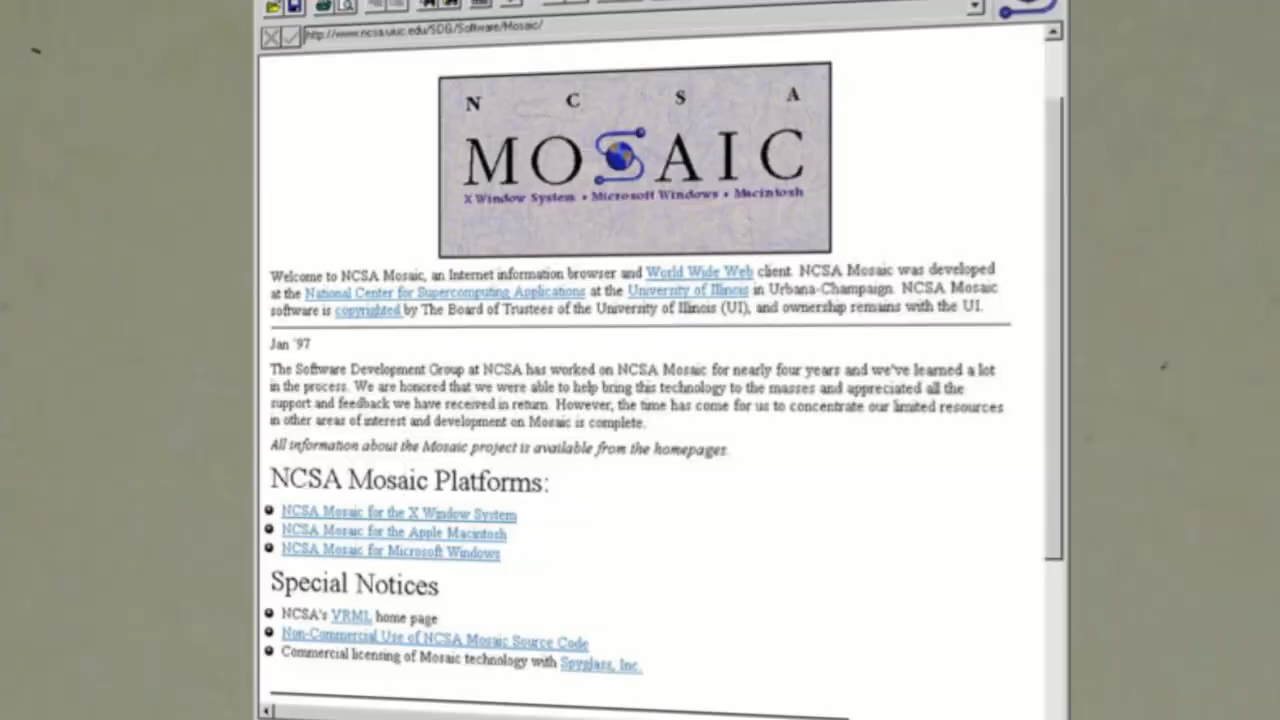 http://www.ncsa.uiuc.edu/SDG/Software/Mosaic/
N C S A
MOSAIC
X Window System • Microsoft Windows • Macintosh
Welcome to NCSA Mosaic, an Internet information browser and World Wide Web client. NCSA Mosaic was developed
at the National Center for Supercomputing Applications at the University of Illinois in Urbana-Champaign. NCSA Mosaic
software is copyrighted by The Board of Trustees of the University of Illinois (UI), and ownership remains with the UI.
Jan '97
The Software Development Group at NCSA has worked on NCSA Mosaic for nearly four years and we've learned a lot
in the process. We are honored that we were able to help bring this technology to the masses and appreciated all the
support and feedback we have received in return. However, the time has come for us to concentrate our limited resources
in other areas of interest and development on Mosaic is complete.
All information about the Mosaic project is available from the homepages.
NCSA Mosaic Platforms:
NCSA Mosaic for the X Window System
NCSA Mosaic for the Apple Macintosh
NCSA Mosaic for Microsoft Windows
Special Notices
NCSA's VRML home page
Non-Commercial Use of NCSA Mosaic Source Code
Commercial licensing of Mosaic technology with Spyglass, Inc.